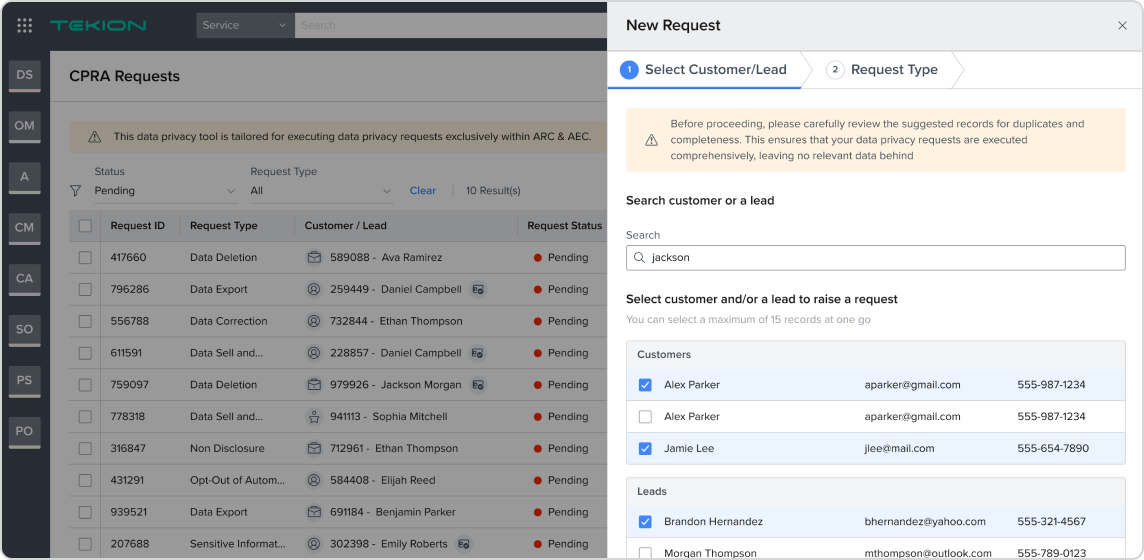 TEKION
Service
Search
DS
OM
A
CM
CA
SO
PS
PO
CPRA Requests
This data privacy tool is tailored for executing data privacy requests exclusively within ARC & AEC.
Status
Request Type
Pending
All
Clear
10 Result(s)
Request ID Request Type Customer / Lead Request Status
417660 Data Deletion 589088 - Ava Ramirez Pending
796286 Data Export 259449 - Daniel Campbell Pending
556788 Data Correction 732844 - Ethan Thompson Pending
611591 Data Sell and... 228857 - Daniel Campbell Pending
759097 Data Deletion 979926 - Jackson Morgan Pending
778318 Data Sell and... 941113 - Sophia Mitchell Pending
316847 Non Disclosure 712961 - Ethan Thompson Pending
431291 Opt-Out of Autom... 584408 - Elijah Reed Pending
939521 Data Export 691184 - Benjamin Parker Pending
207688 Sensitive Informat... 302398 - Emily Roberts Pending
New Request
1 Select Customer/Lead
2 Request Type
Before proceeding, please carefully review the suggested records for duplicates and
completeness. This ensures that your data privacy requests are executed
comprehensively, leaving no relevant data behind
Search customer or a lead
Search
jackson
Select customer and/or a lead to raise a request
You can select a maximum of 15 records at one go
Customers
Alex Parker aparker@gmail.com 555-987-1234
Alex Parker aparker@gmail.com 555-987-1234
Jamie Lee jlee@mail.com 555-654-7890
Leads
Brandon Hernandez bhernandez@yahoo.com 555-321-4567
Morgan Thompson mthompson@outlook.com 555-789-0123